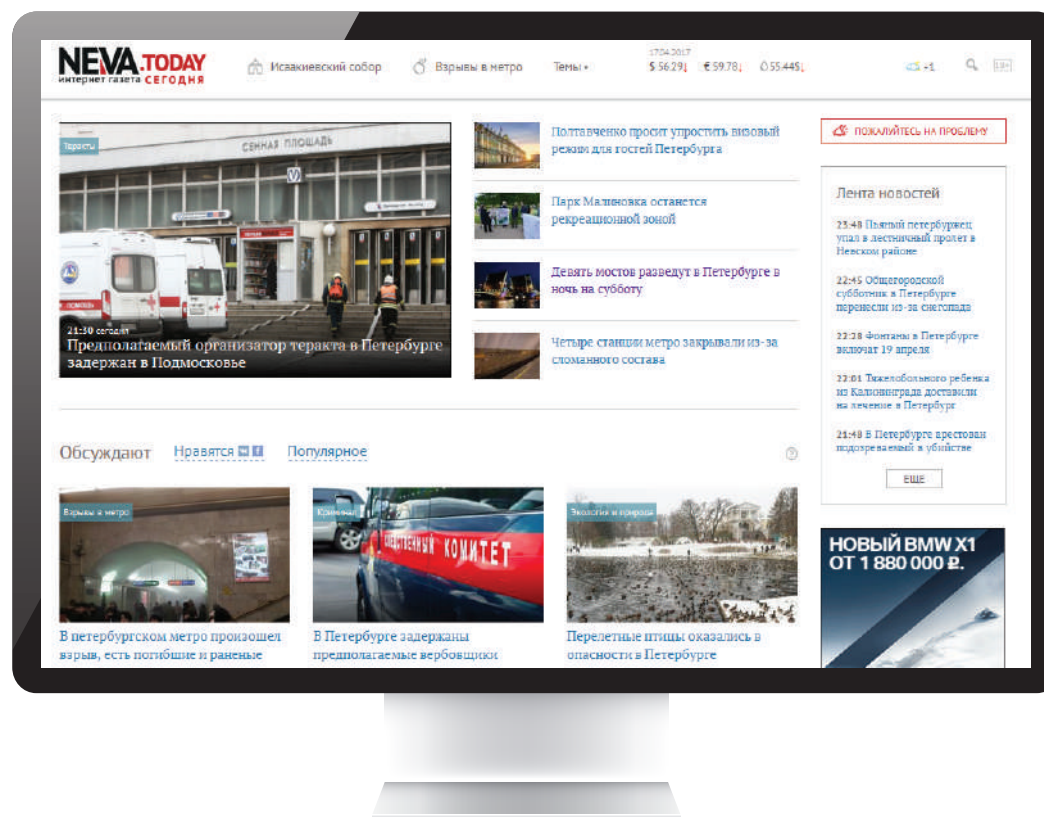 NEVA.TODAY
интернет газета СЕГОДНЯ
Исаакиевский собор
Взрывы в метро
Темы
17.04.2017
$ 56.29↓ € 59.78↓ 55.44$↓
+1
18+
Теракты
СЕННАЯ ПЛОЩАДЬ
21:30 сегодня
Предполагаемый организатор теракта в Петербурге
задержан в Подмосковье
Полтавченко просит упростить визовый
режим для гостей Петербурга
Парк Малиновка останется
рекреационной зоной
Девять мостов разведут в Петербурге в
ночь на субботу
Четыре станции метро закрывали из-за
сломанного состава
ПОЖАЛУЙТЕСЬ НА ПРОБЛЕМУ
Лента новостей
23:48 Пьяный петербуржец
упал в лестничный пролет в
Невском районе
22:45 Общегородской
субботник в Петербурге
перенесли из-за снегопада
22:28 Фонтаны в Петербурге
включат 19 апреля
22:01 Тяжелобольного ребенка
из Калининграда доставили
на лечение в Петербург
21:48 В Петербурге арестован
подозреваемый в убийстве
ЕЩЕ
Обсуждают
Нравятся
Популярное
?
Взрывы в метро
В петербургском метро произошел
взрыв, есть погибшие и раненые
Криминал
СЛЕДСТВЕННЫЙ КОМИТЕТ
В Петербурге задержаны
предполагаемые вербовщики
Экология и природа
Перелетные птицы оказались в
опасности в Петербурге
НОВЫЙ BMW X1
ОТ 1 880 000 ₽.